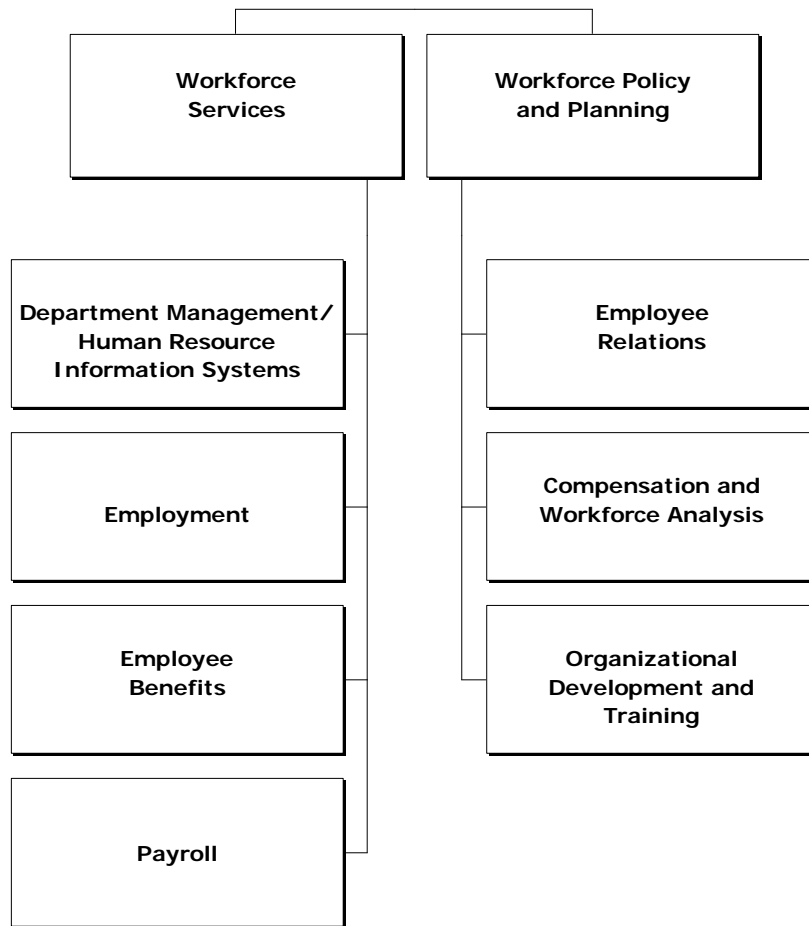 Workforce
Services
Workforce Policy
and Planning
Department Management/
Human Resource
Information Systems
Employee
Relations
Employment
Compensation and
Workforce Analysis
Employee
Benefits
Organizational
Development and
Training
Payroll